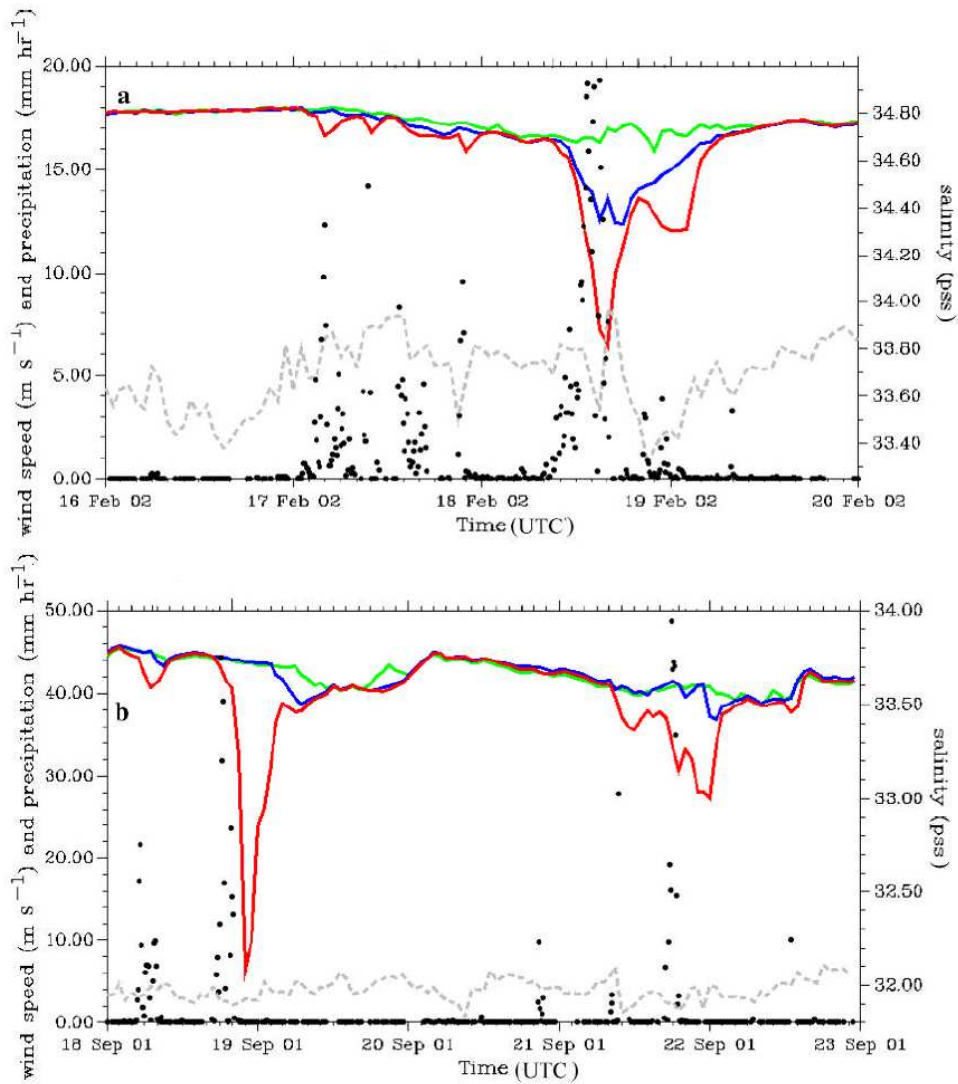 wind speed (m s⁻¹) and precipitation (mm hr⁻¹)
20.00
15.00
10.00
5.00
0.00
a
34.80
34.60
34.40
34.20
34.00
33.80
33.60
33.40
salinity (pss)
16 Feb 02 17 Feb 02 18 Feb 02 19 Feb 02 20 Feb 02
Time (UTC)
wind speed (m s⁻¹) and precipitation (mm hr⁻¹)
50.00
40.00
30.00
20.00
10.00
0.00
b
34.00
33.50
33.00
32.50
32.00
salinity (pss)
18 Sep 01 19 Sep 01 20 Sep 01 21 Sep 01 22 Sep 01 23 Sep 01
Time (UTC)